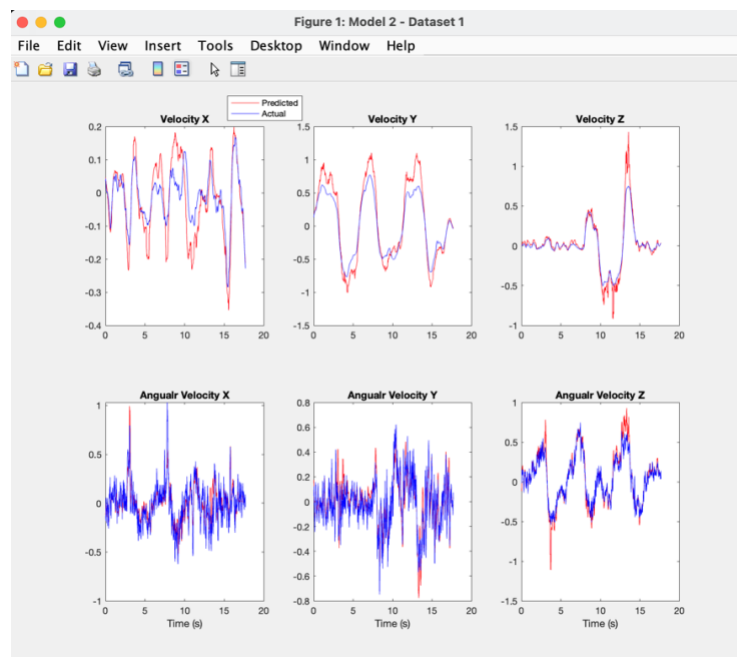 Figure 1: Model 2 - Dataset 1
File Edit View Insert Tools Desktop Window Help
Predicted
Actual
Velocity X
Velocity Y
Velocity Z
0.2
0.1
0
-0.1
-0.2
-0.3
-0.4
0 5 10 15 20
1.5
1
0.5
0
-0.5
-1
-1.5
0 5 10 15 20
1.5
1
0.5
0
-0.5
-1
0 5 10 15 20
Angualr Velocity X
Angualr Velocity Y
Angualr Velocity Z
1
0.5
0
-0.5
-1
0 5 10 15 20
Time (s)
0.8
0.6
0.4
0.2
0
-0.2
-0.4
-0.6
-0.8
0 5 10 15 20
Time (s)
1
0.5
0
-0.5
-1
-1.5
0 5 10 15 20
Time (s)